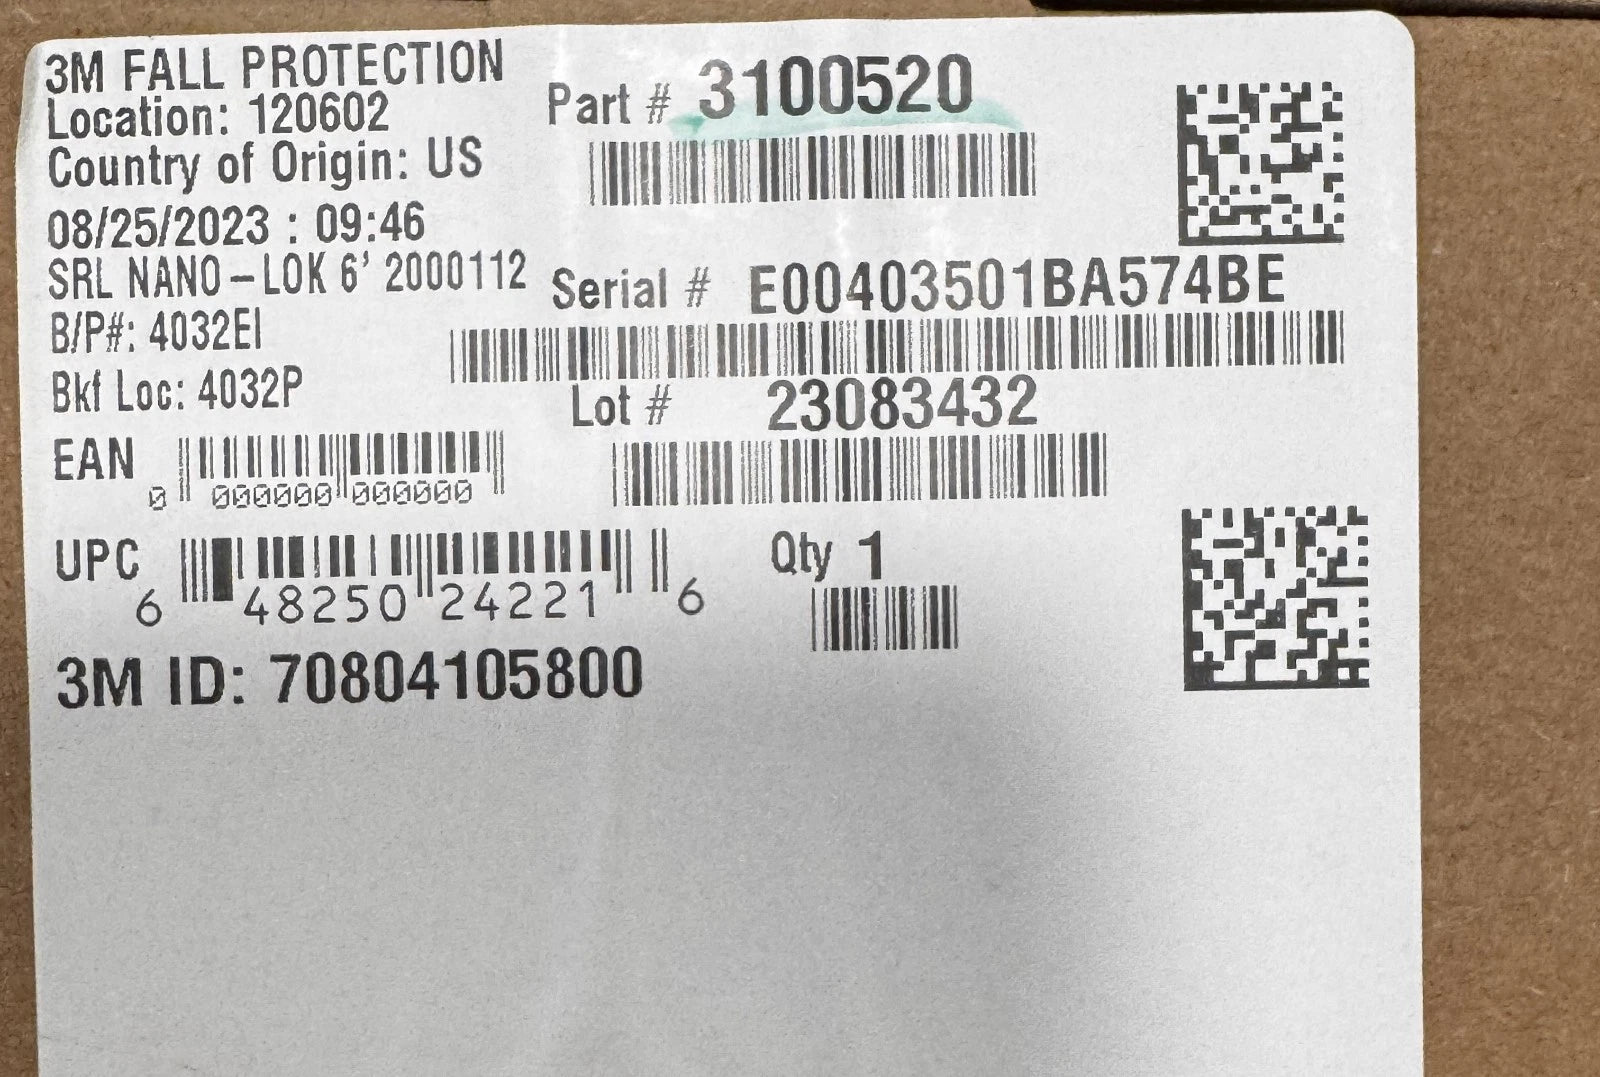 3M FALL PROTECTION
Location: 120602
Country of Origin: US
08/25/2023 : 09:46
SRL NANO-LOK 6' 2000112
B/P#: 4032EI
Bkf Loc: 4032P
EAN
0 000000 000000
UPC
6 48250 24221 6
3M ID: 70804105800
Part # 3100520
Serial # E00403501BA574BE
Lot # 23083432
Qty 1